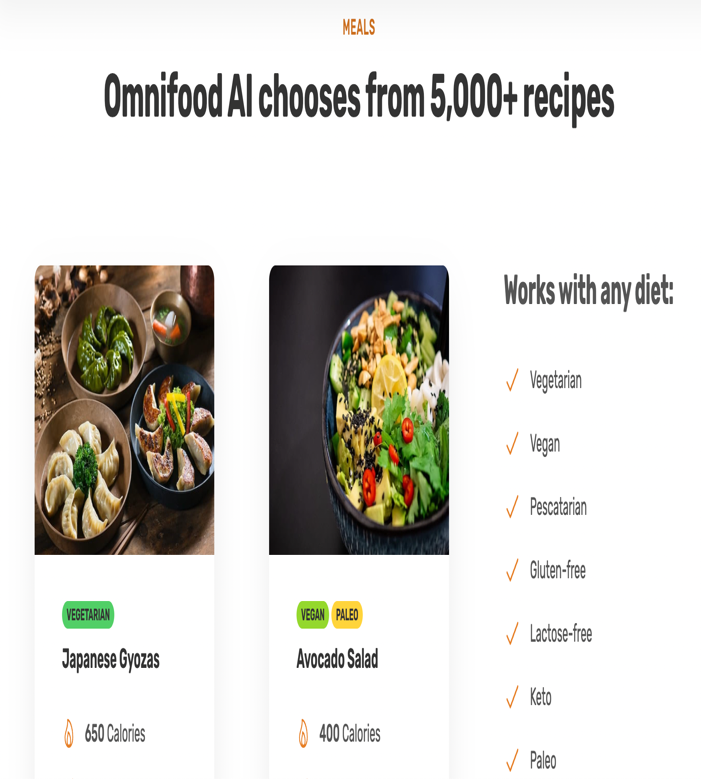 MEALS
Omnifood AI chooses from 5,000+ recipes
VEGETARIAN
Japanese Gyozas
650 Calories
VEGAN PALEO
Avocado Salad
400 Calories
Works with any diet:
Vegetarian
Vegan
Pescatarian
Gluten-free
Lactose-free
Keto
Paleo